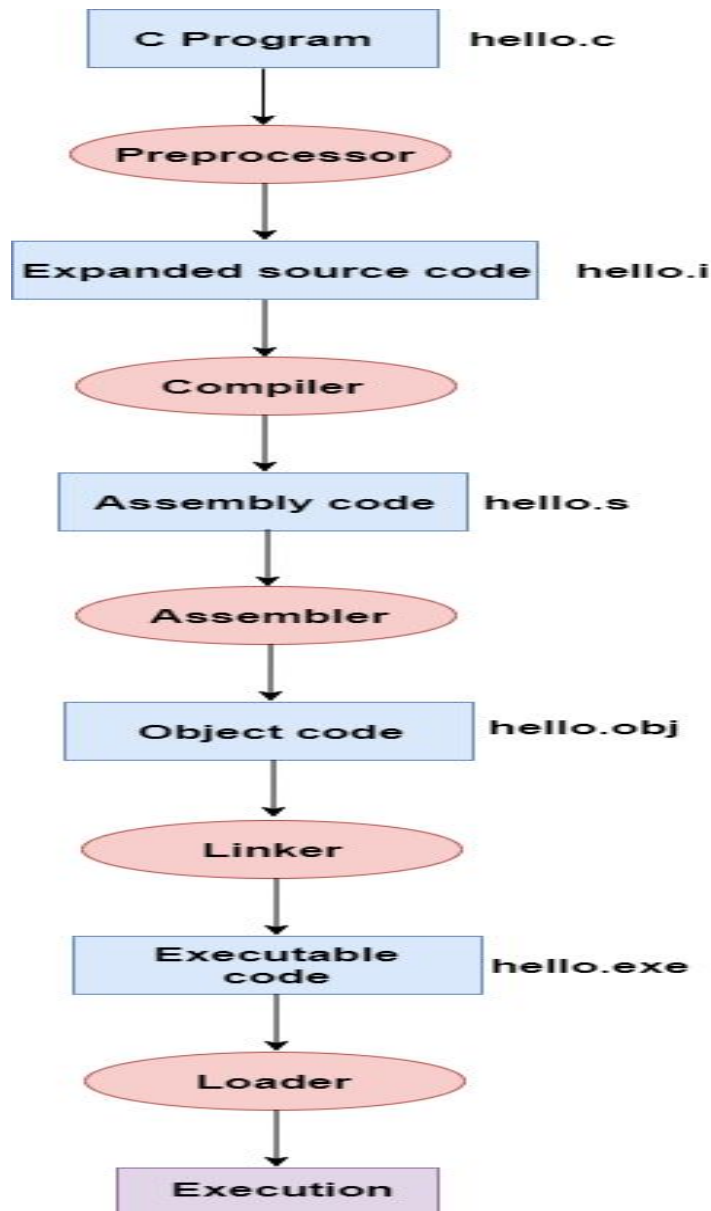 C Program
hello.c
Preprocessor
Expanded source code
hello.i
Compiler
Assembly code
hello.s
Assembler
Object code
hello.obj
Linker
Executable
code
hello.exe
Loader
Execution